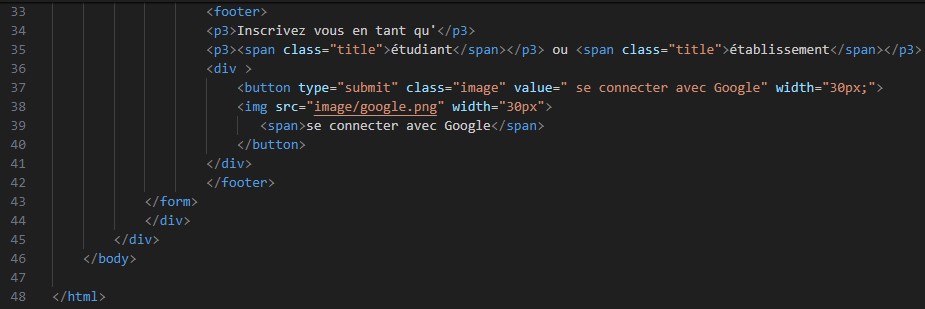 33 <footer>
34 <p3>Inscrivez vous en tant qu'</p3>
35 <p3><span class="title">étudiant</span></p3> ou <span class="title">établissement</span></p3>
36 <div >
37 <button type="submit" class="image" value=" se connecter avec Google" width="30px;">
38 <img src="image/google.png" width="30px">
39 <span>se connecter avec Google</span>
40 </button>
41 </div>
42 </footer>
43 </form>
44 </div>
45 </div>
46 </body>
47
48 </html>